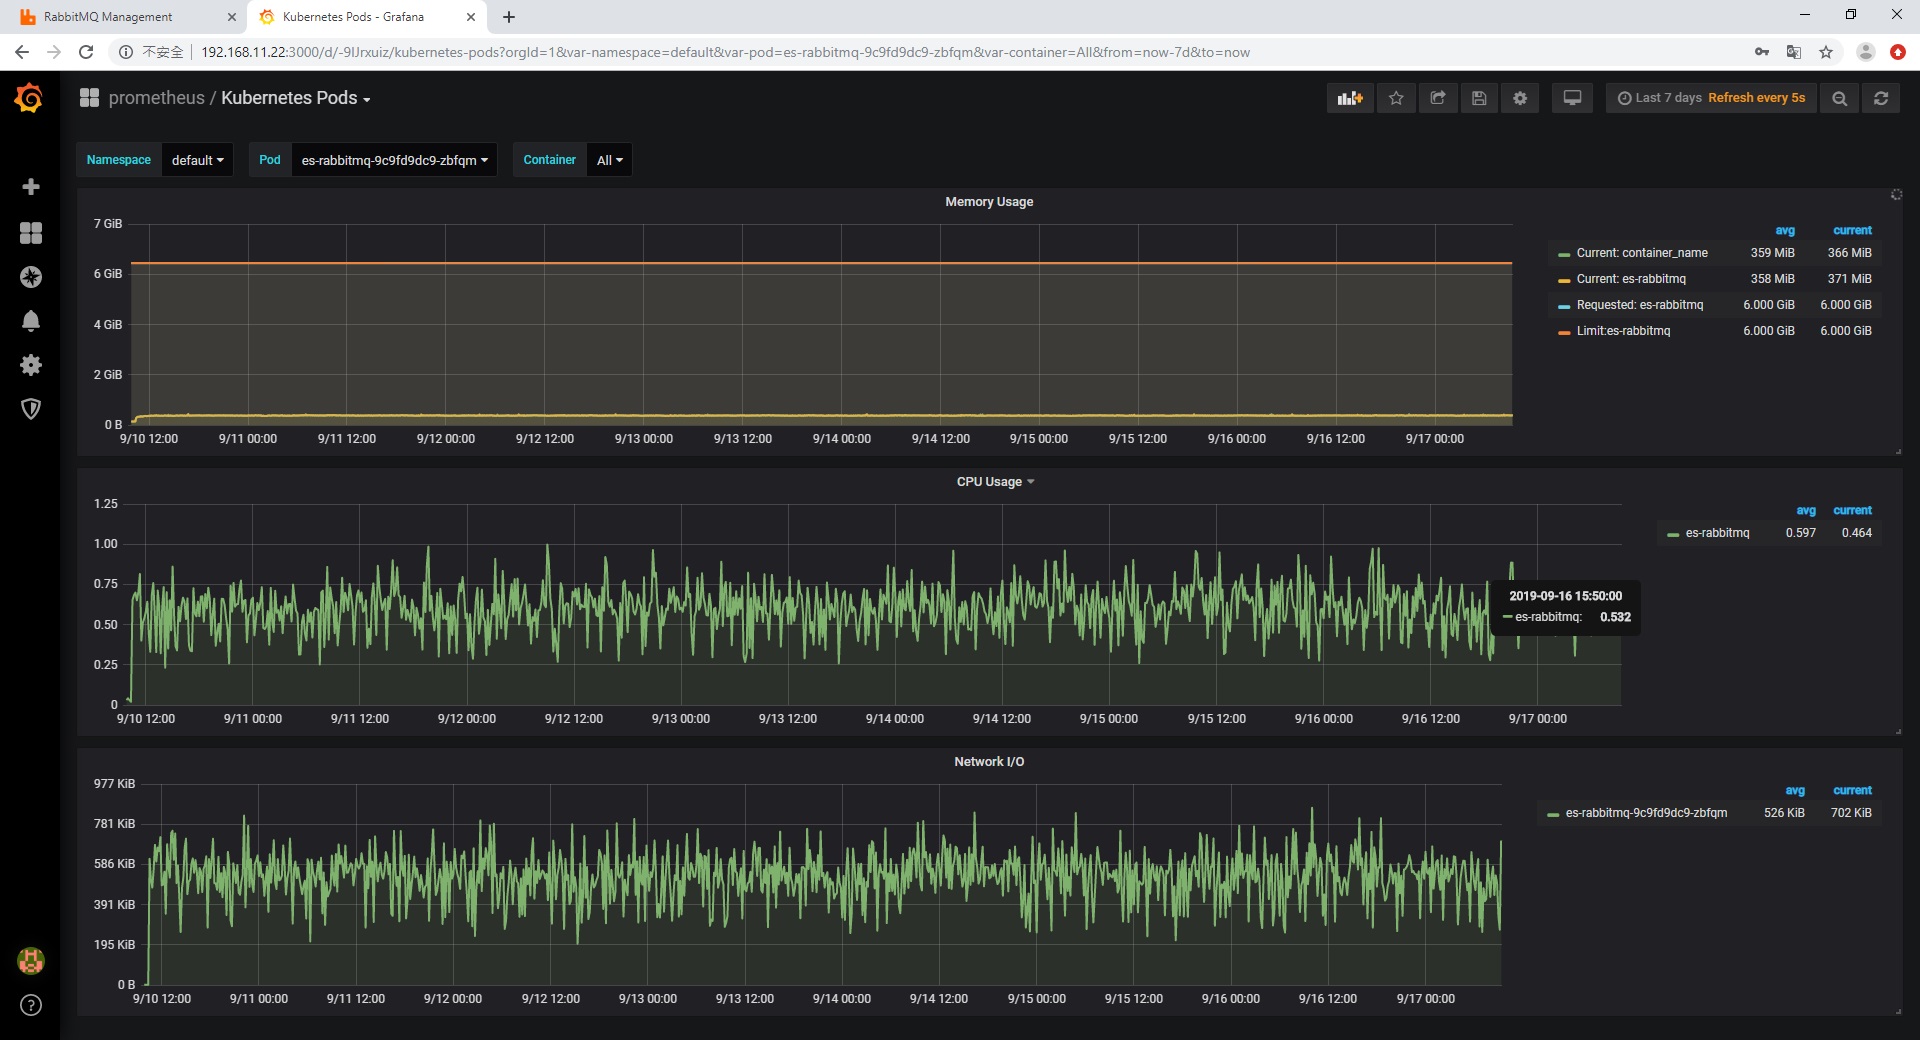 RabbitMQ Management
Kubernetes Pods - Grafana
不安全 192.168.11.22:3000/d/-9IJrxuiz/kubernetes-pods?orgId=1&var-namespace=default&var-pod=es-rabbitmq-9c9fd9dc9-zbfqm&var-container=All&from=now-7d&to=now
prometheus / Kubernetes Pods
Last 7 days Refresh every 5s
Namespace default Pod es-rabbitmq-9c9fd9dc9-zbfqm Container All
Memory Usage
7 GiB
6 GiB
4 GiB
2 GiB
0 B
9/10 12:00 9/11 00:00 9/11 12:00 9/12 00:00 9/12 12:00 9/13 00:00 9/13 12:00 9/14 00:00 9/14 12:00 9/15 00:00 9/15 12:00 9/16 00:00 9/16 12:00 9/17 00:00
avg current
Current: container_name 359 MiB 366 MiB
Current: es-rabbitmq 358 MiB 371 MiB
Requested: es-rabbitmq 6.000 GiB 6.000 GiB
Limit:es-rabbitmq 6.000 GiB 6.000 GiB
CPU Usage
1.25
1.00
0.75
0.50
0.25
0
9/10 12:00 9/11 00:00 9/11 12:00 9/12 00:00 9/12 12:00 9/13 00:00 9/13 12:00 9/14 00:00 9/14 12:00 9/15 00:00 9/15 12:00 9/16 00:00 9/16 12:00 9/17 00:00
avg current
es-rabbitmq 0.597 0.464
2019-09-16 15:50:00
es-rabbitmq: 0.532
Network I/O
977 KiB
781 KiB
586 KiB
391 KiB
195 KiB
0 B
9/10 12:00 9/11 00:00 9/11 12:00 9/12 00:00 9/12 12:00 9/13 00:00 9/13 12:00 9/14 00:00 9/14 12:00 9/15 00:00 9/15 12:00 9/16 00:00 9/16 12:00 9/17 00:00
avg current
es-rabbitmq-9c9fd9dc9-zbfqm 526 KiB 702 KiB